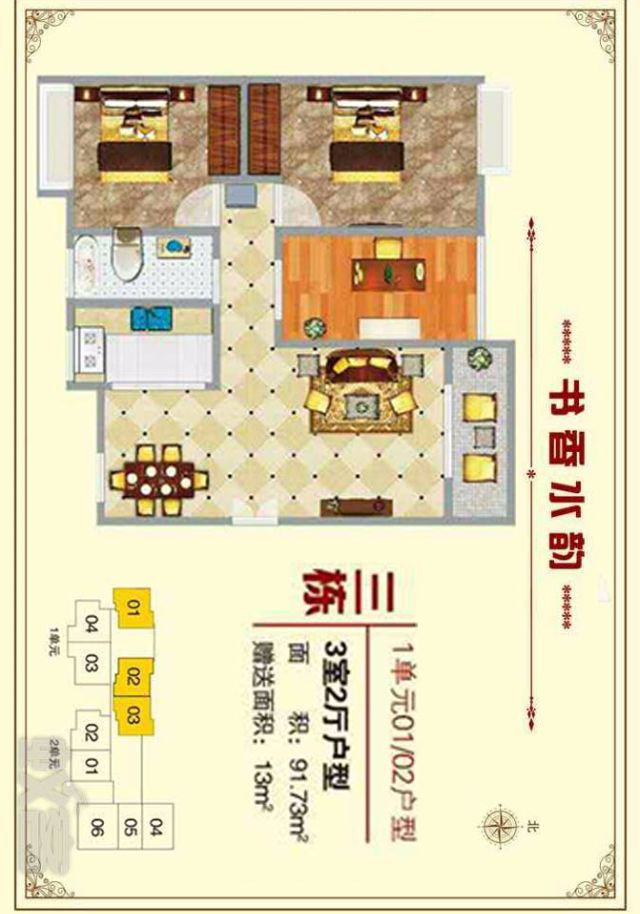 ***** 书香水韵 *****
三栋
1单元01/02户型
3室2厅户型
面 积：91.73m²
赠送面积：13m²
北
01
04
03
02
03
02
01
04
05
06
1单元
2单元